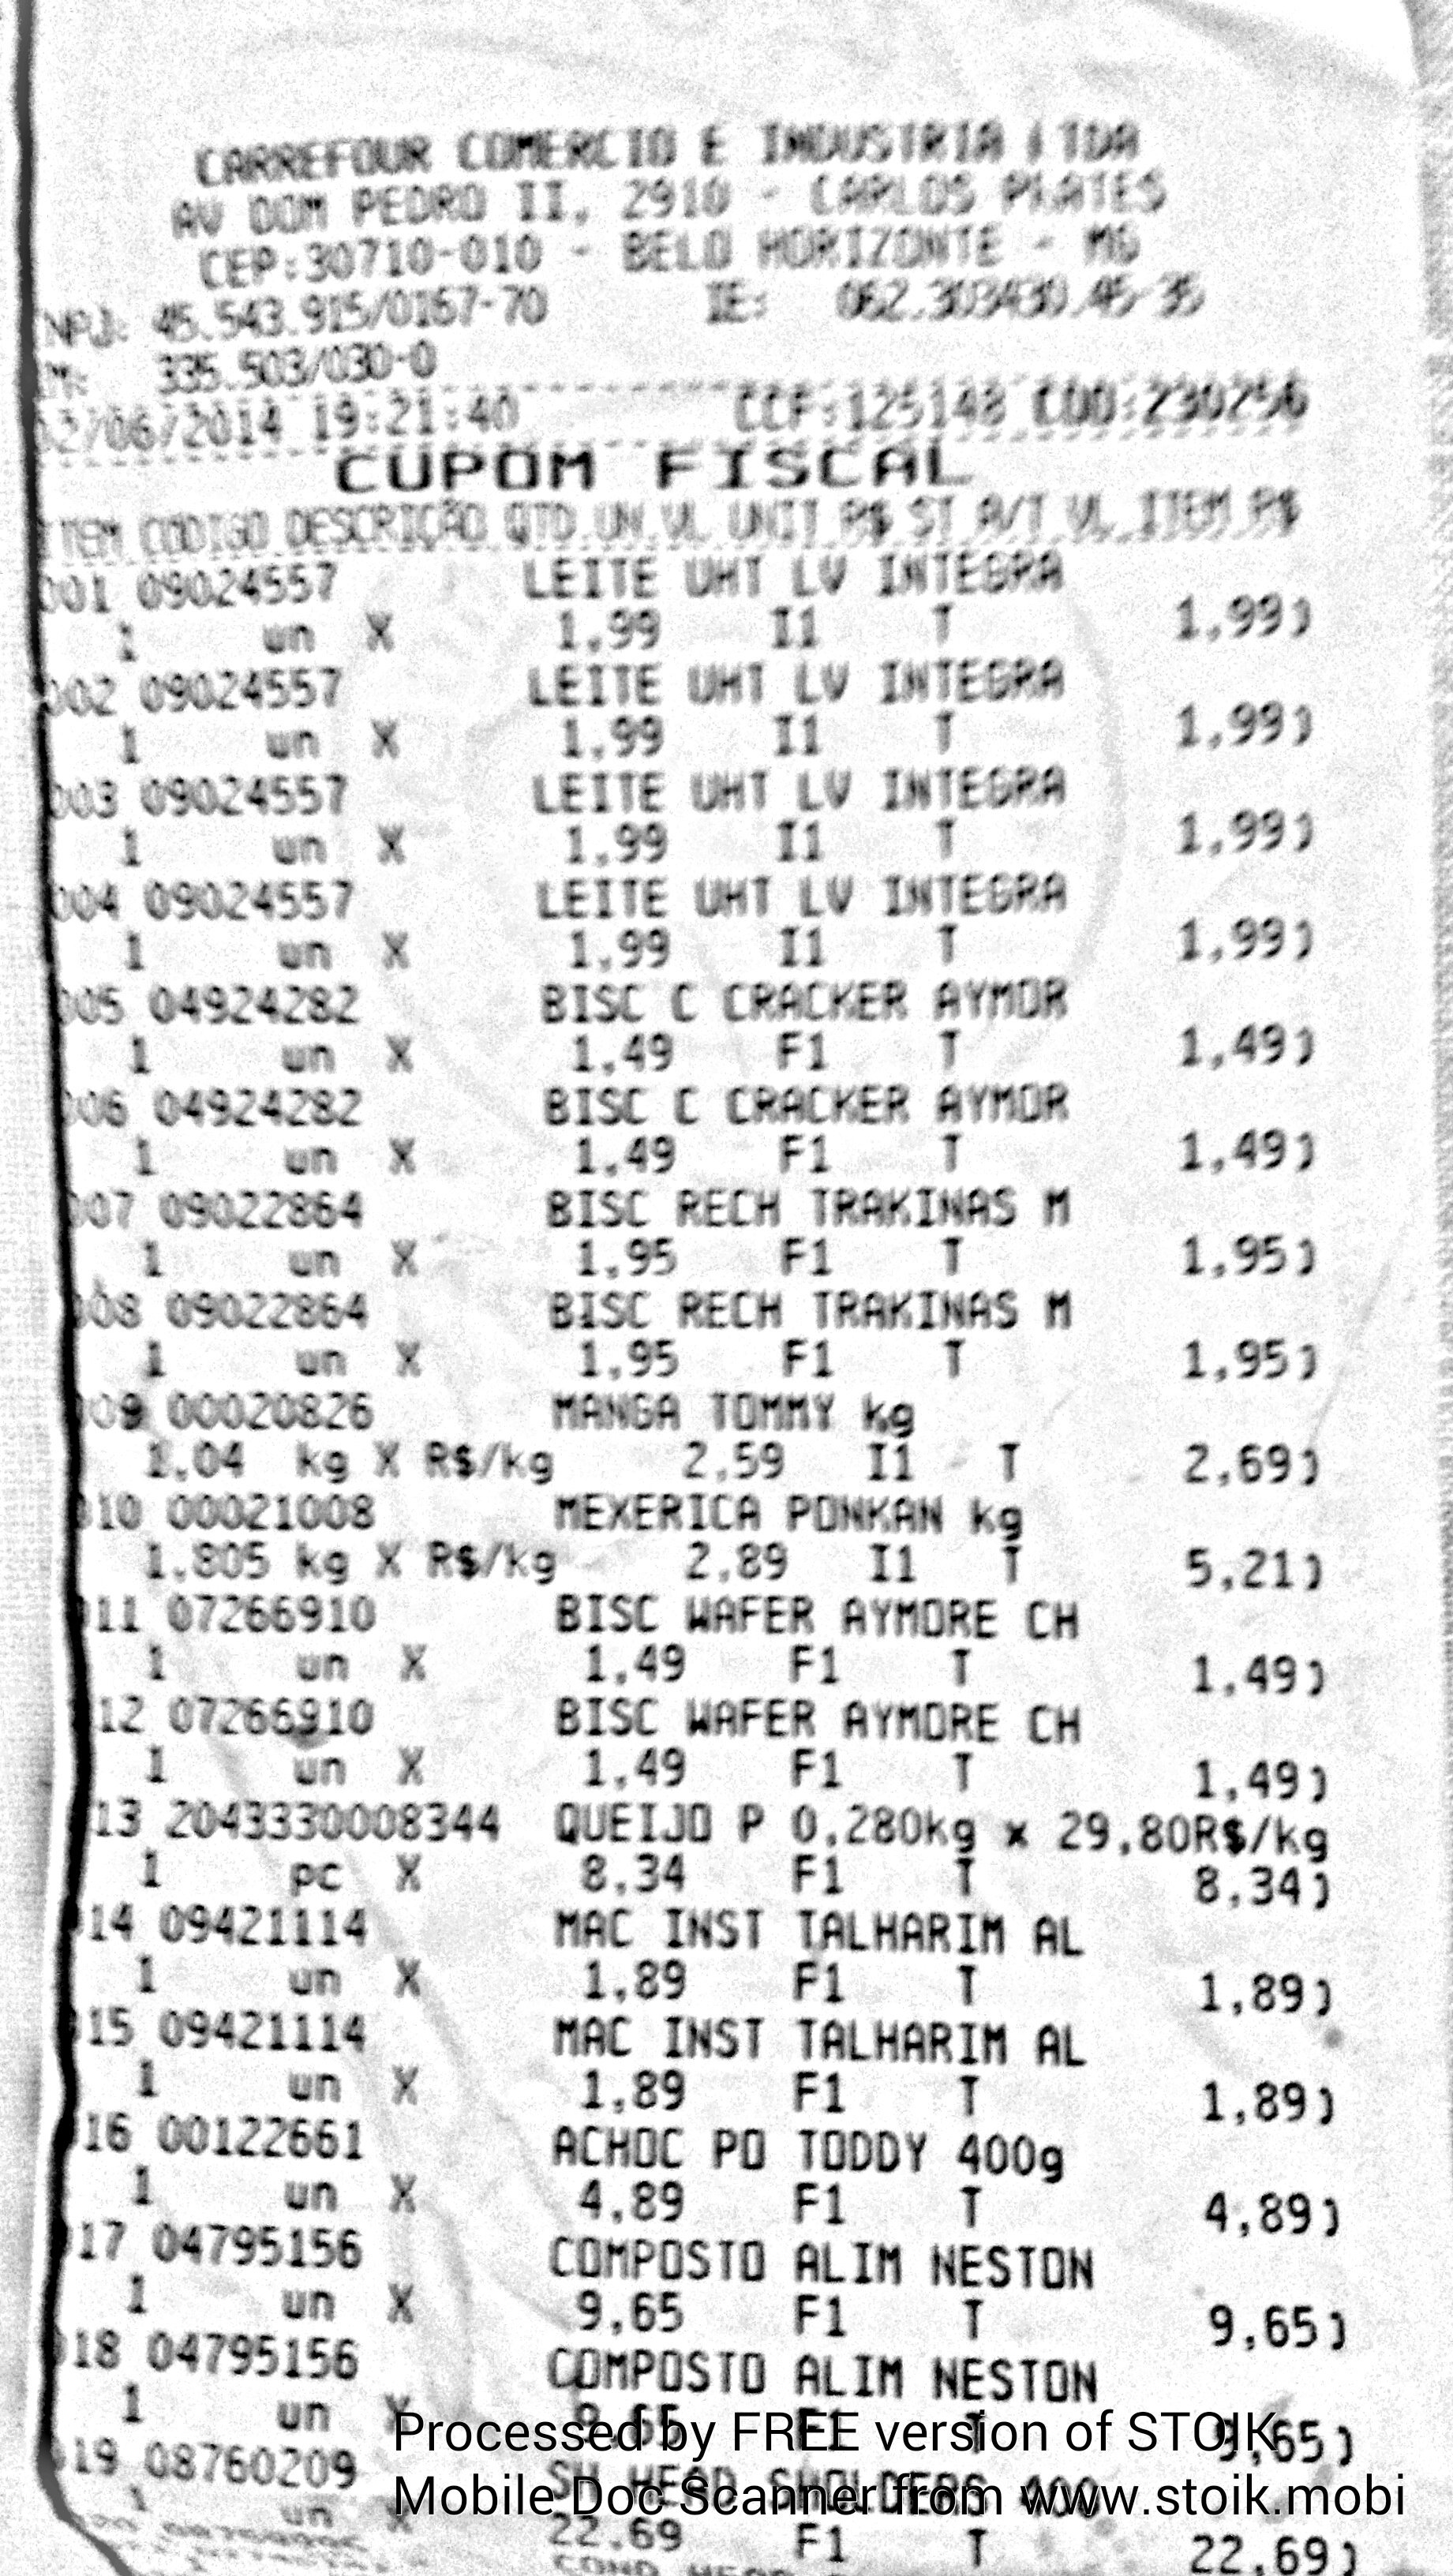 CARREFOUR COMERCIO E INDUSTRIA LTDA
AV DOM PEDRO II, 2910 - CARLOS PRATES
CEP:30710-010 - BELO HORIZONTE - MG
NPJ: 45.543.915/0167-70 IE: 062.303430.45-35
IM: 335.503/030-0
02/06/2014 19:21:40 CCF:125148 COO:230256
CUPOM FISCAL
ITEM CODIGO DESCRIÇÃO QTD.UN.VL UNIT R$ ST A/T VL ITEM R$
001 09024557 LEITE UHT LV INTEGRA
1 un X 1,99 I1 T 1,99)
002 09024557 LEITE UHT LV INTEGRA
1 un X 1,99 I1 T 1,99)
003 09024557 LEITE UHT LV INTEGRA
1 un X 1,99 I1 T 1,99)
004 09024557 LEITE UHT LV INTEGRA
1 un X 1,99 I1 T 1,99)
005 04924282 BISC C CRACKER AYMOR
1 un X 1,49 F1 T 1,49)
006 04924282 BISC C CRACKER AYMOR
1 un X 1,49 F1 T 1,49)
007 09022864 BISC RECH TRAKINAS M
1 un X 1,95 F1 T 1,95)
008 09022864 BISC RECH TRAKINAS M
1 un X 1,95 F1 T 1,95)
009 00020826 MANGA TOMMY kg
1.04 kg X R$/kg 2,59 I1 T 2,69)
010 00021008 MEXERICA PONKAN kg
1.805 kg X R$/kg 2,89 I1 T 5,21)
011 07266910 BISC WAFER AYMORE CH
1 un X 1,49 F1 T 1,49)
12 07266910 BISC WAFER AYMORE CH
1 un X 1,49 F1 T 1,49)
13 2043330008344 QUEIJO P 0,280kg x 29,80R$/kg
1 pc X 8,34 F1 T 8,34)
014 09421114 MAC INST TALHARIM AL
1 un X 1,89 F1 T 1,89)
015 09421114 MAC INST TALHARIM AL
1 un X 1,89 F1 T 1,89)
016 00122661 ACHOC PO TODDY 400g
1 un X 4,89 F1 T 4,89)
017 04795156 COMPOSTO ALIM NESTON
1 un X 9,65 F1 T 9,65)
018 04795156 COMPOSTO ALIM NESTON
1 un X 9,65 F1 T 9,65)
019 08760209 SH HEAD SHOLDERS 400
1 un X 22,69 F1 T 22,69)
Processed by FREE version of STOIK
Mobile Doc Scanner from www.stoik.mobi